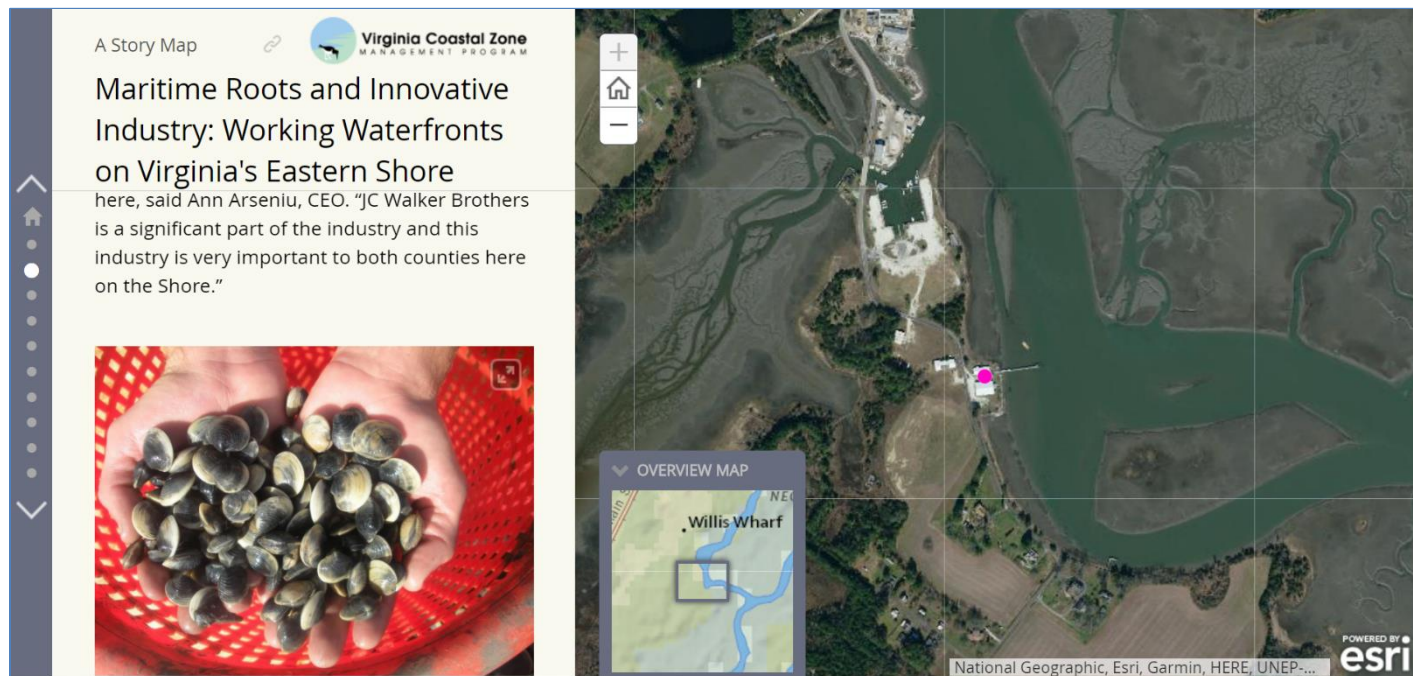 A Story Map
Virginia Coastal Zone
MANAGEMENT PROGRAM
Maritime Roots and Innovative
Industry: Working Waterfronts
on Virginia's Eastern Shore
here, said Ann Arseniu, CEO. “JC Walker Brothers
is a significant part of the industry and this
industry is very important to both counties here
on the Shore.”
OVERVIEW MAP
Willis Wharf
National Geographic, Esri, Garmin, HERE, UNEP-...
POWERED BY
esri